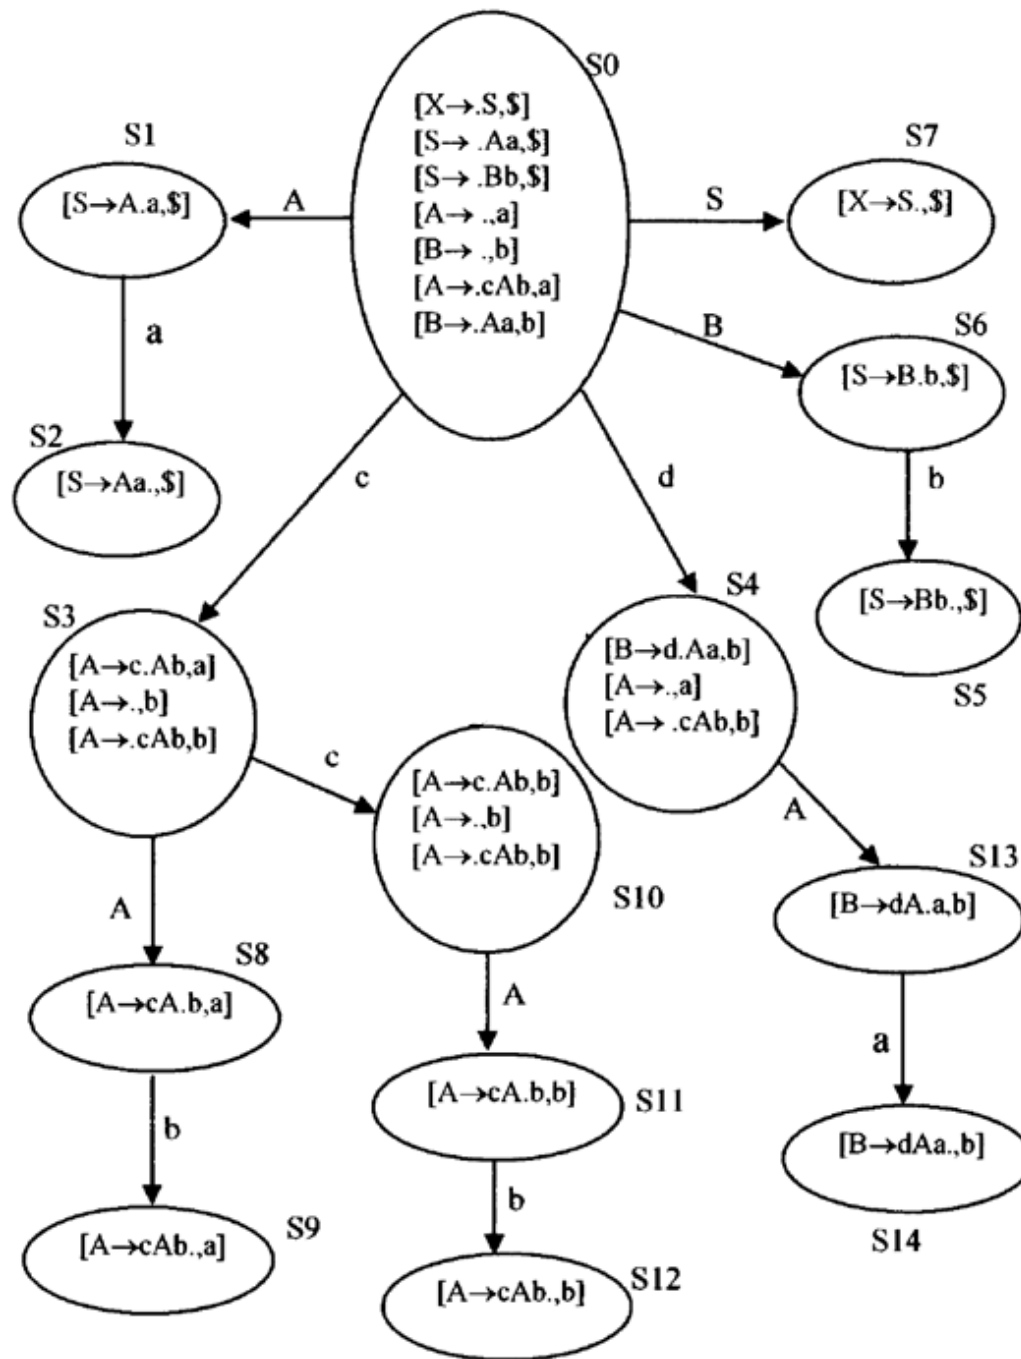 S0
[X→.S,$]
[S→ .Aa,$]
[S→ .Bb,$]
[A→ .,a]
[B→ .,b]
[A→.cAb,a]
[B→.Aa,b]
S1
[S→A.a,$]
A
S
S7
[X→S.,$]
a
B
S6
[S→B.b,$]
S2
[S→Aa.,$]
c
d
b
S5
[S→Bb.,$]
S3
[A→c.Ab,a]
[A→.,b]
[A→.cAb,b]
S4
[B→d.Aa,b]
[A→.,a]
[A→ .cAb,b]
c
[A→c.Ab,b]
[A→.,b]
[A→.cAb,b]
S10
A
S13
[B→dA.a,b]
A
S8
[A→cA.b,a]
A
[A→cA.b,b]
S11
a
b
b
[B→dAa.,b]
S14
S9
[A→cAb.,a]
S12
[A→cAb.,b]